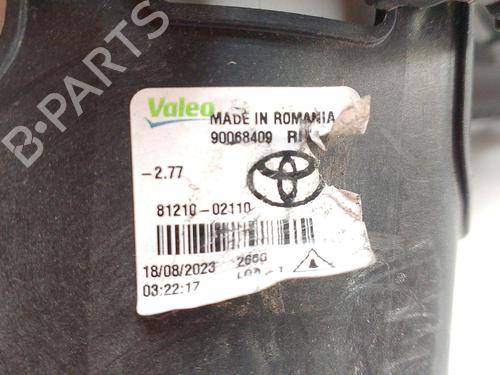 B-PARTS
Valeo
MADE IN ROMANIA
90068409
-2.77
81210-02110
18/08/2023
03:22:17